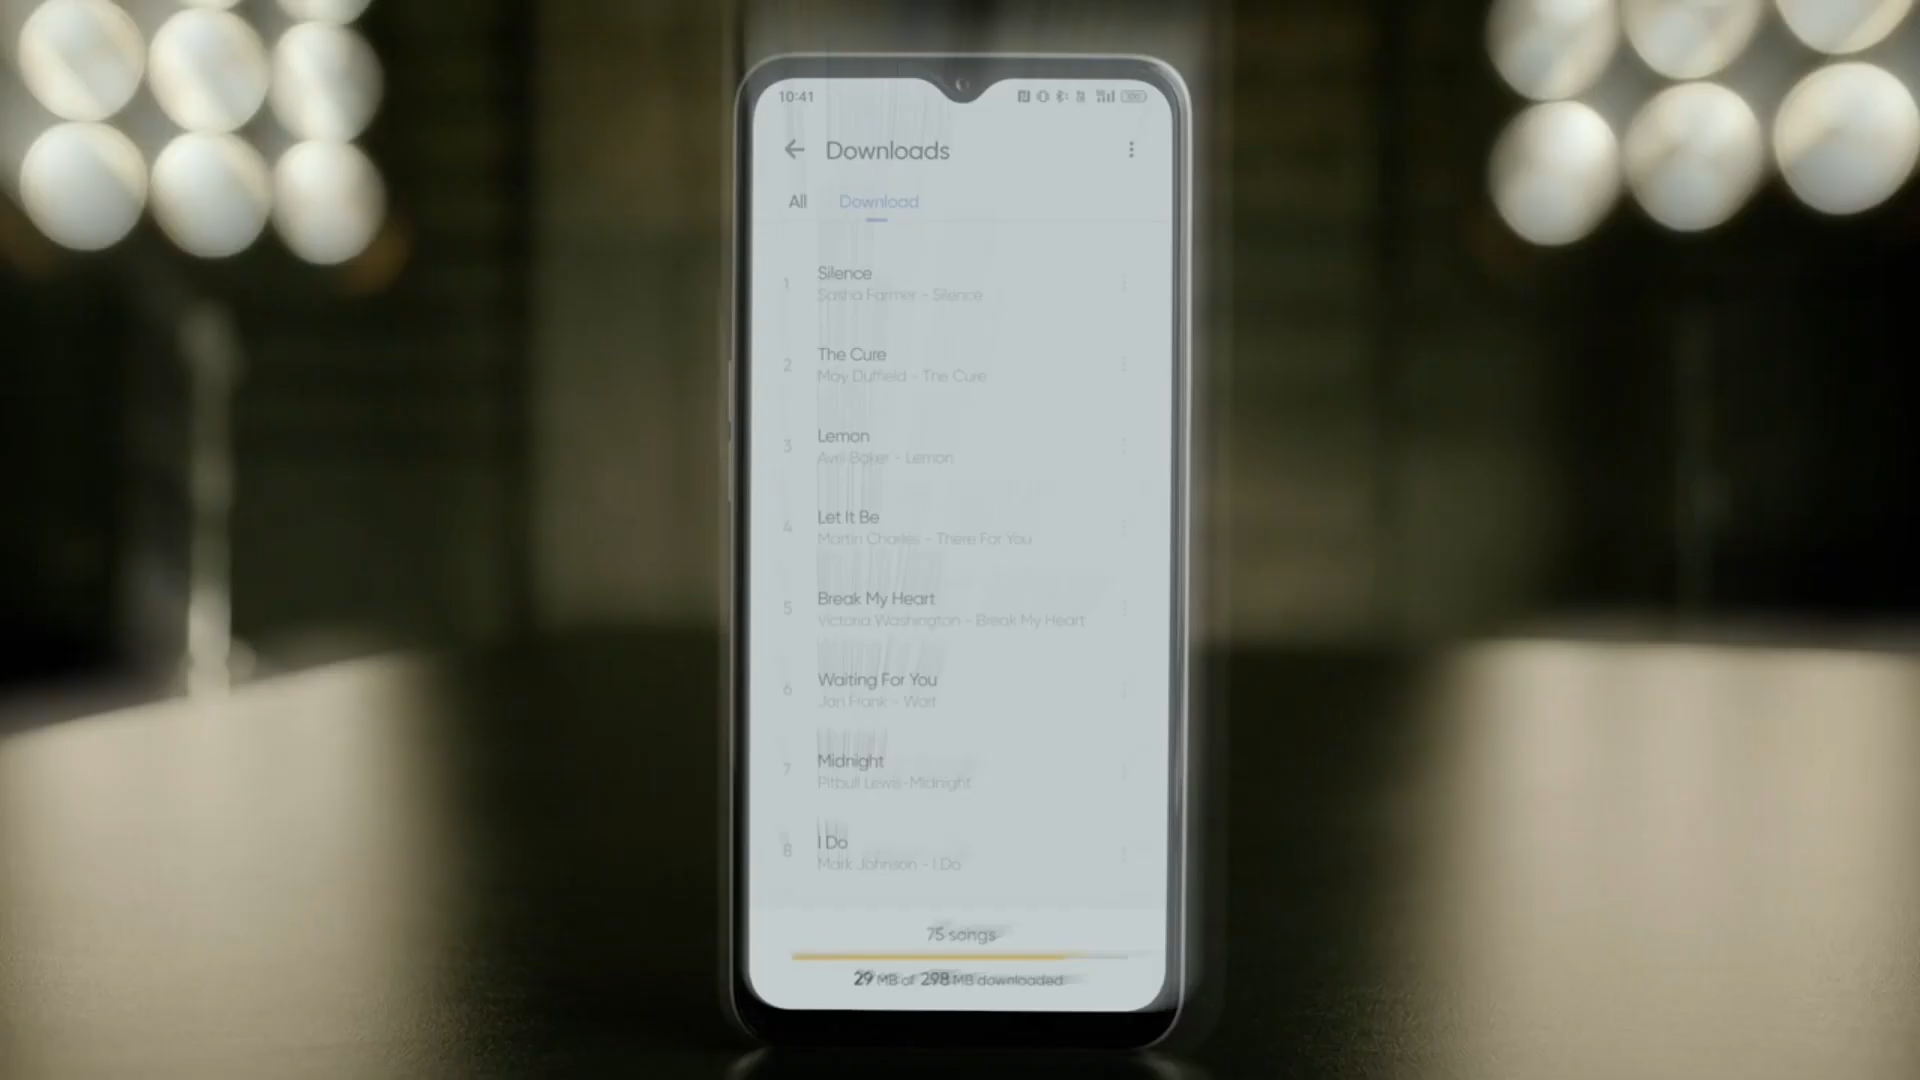 10:41
Downloads
All Download
1 Silence
Sasha Farmer - Silence
2 The Cure
May Duffield - The Cure
3 Lemon
Avril Baker - Lemon
4 Let It Be
Martin Charles - There For You
5 Break My Heart
Victoria Washington - Break My Heart
6 Waiting For You
Jan Frank - Wait
7 Midnight
Pitbull Lewis-Midnight
8 I Do
Mark Johnson - I Do
75 songs
29 MB of 298 MB downloaded